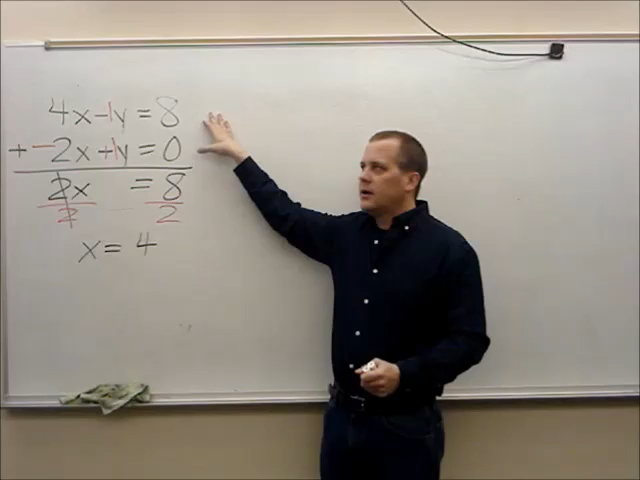 4x-1y=8
+ -2x+1y=0
2x =8
2 2
x=4